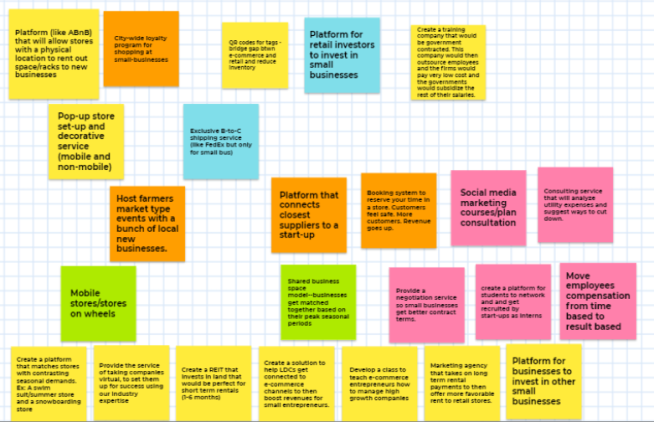 Platform (like ABnB)
that will allow stores
with a physical
location to rent out
space/racks to new
businesses
City-wide loyalty
program for
shopping at
small-businesses
QR codes for tags -
bridge gap btwn
e-commerce and
retail and reduce
inventory
Platform for
retail investors
to invest in
small
businesses
Create a training
company that would
be government
contracted. This
company would then
outsource employees
and the firms would
pay very low cost and
the governments
would subsidize the
rest of their salaries.
Pop-up store
set-up and
decorative
service
(mobile and
non-mobile)
Exclusive B-to-C
shipping service
(like FedEx but only
for small bus)
Host farmers
market type
events with a
bunch of local
new
businesses.
Platform that
connects
closest
suppliers to a
start-up
Booking system to
reserve your time in
a store. Customers
feel safe. More
customers. Revenue
goes up.
Social media
marketing
courses/plan
consultation
Consulting service
that will analyse
utility expenses and
suggest ways to cut
down.
Mobile
stores/stores
on wheels
Shared business
space
model--businesses
get matched
together based on
their peak seasonal
periods
Provide a
negotiation service
so small businesses
get better contract
terms.
create a platform for
students to network
and and get
recruited by
start-ups as interns
Move
employees
compensation
from time
based to
result based
Create a platform that
matches stores with
contrasting seasonal
demands.
Ex: A swim
suit/summer store
and a snowboarding
store
Provide the service
of taking companies
virtual, to set them
up for success using
our industry
expertise
Create a REIT that
invests in land that
would be perfect for
short term rentals
(1-6 months)
Create a solution to
help LDCs get
connected to
e-commerce
channels to then
boost revenues for
small entrepreneurs.
Develop a class to
teach e-commerce
entrepreneurs how
to manage high
growth companies
Marketing agency
that takes on long
term rental
payments to then
offer more favorable
rent to retail stores.
Platform for
businesses to
invest in other
small
businesses